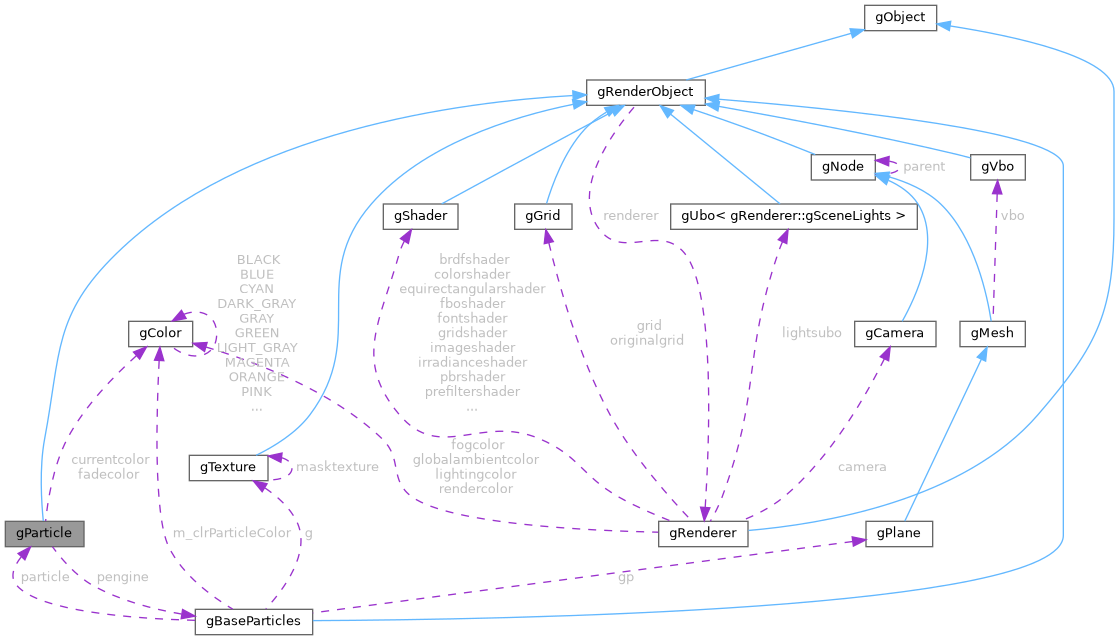 gObject
gRenderObject
gNode
parent
gVbo
gShader
gGrid
renderer
gUbo< gRenderer::gSceneLights >
vbo
BLACK
BLUE
CYAN
DARK_GRAY
GRAY
GREEN
LIGHT_GRAY
MAGENTA
ORANGE
PINK
...
gColor
brdfshader
colorshader
equirectangularshader
fboshader
fontshader
gridshader
imageshader
irradianceshader
pbrshader
prefiltershader
...
grid
originalgrid
lightsubo
gCamera
gMesh
currentcolor
fadecolor
gTexture
masktexture
fogcolor
globalambientcolor
lightingcolor
rendercolor
camera
gParticle
m_clrParticleColor
g
gRenderer
gPlane
particle
pengine
gp
gBaseParticles